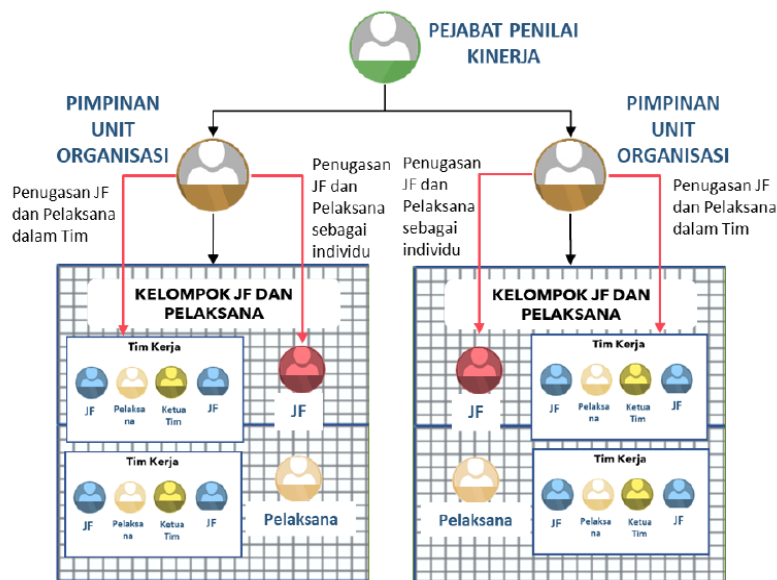 PEJABAT PENILAI
KINERJA
PIMPINAN
UNIT
ORGANISASI
PIMPINAN
UNIT
ORGANISASI
Penugasan JF
dan Pelaksana
dalam Tim
Penugasan
JF dan
Pelaksana
sebagai
individu
Penugasan
JF dan
Pelaksana
sebagai
individu
Penugasan JF
dan Pelaksana
dalam Tim
KELOMPOK JF DAN
PELAKSANA
Tim Kerja
JF
Pelaksa
na
Ketua
Tim
JF
JF
Tim Kerja
JF
Pelaksa
na
Ketua
Tim
JF
Pelaksana
KELOMPOK JF DAN
PELAKSANA
JF
Tim Kerja
JF
Pelaksa
na
Ketua
Tim
JF
Pelaksana
Tim Kerja
JF
Pelaksa
na
Ketua
Tim
JF